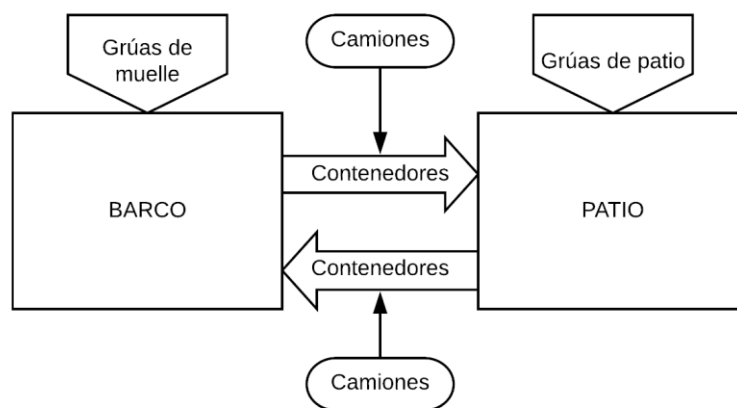 Grúas de
muelle
Camiones
Grúas de patio
Contenedores
BARCO
PATIO
Contenedores
Camiones